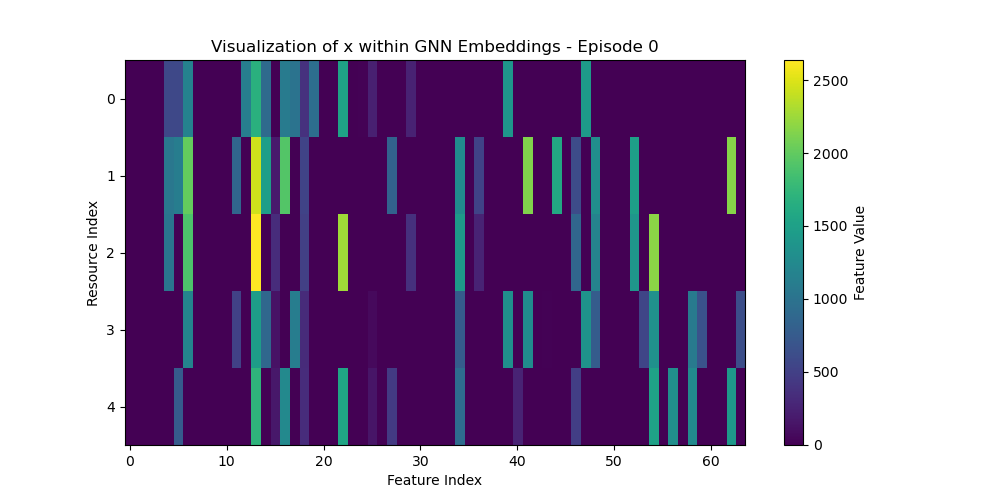 Visualization of x within GNN Embeddings - Episode 0
Resource Index
0
1
2
3
4
0 10 20 30 40 50 60
Feature Index
2500
2000
1500
1000
500
0
Feature Value